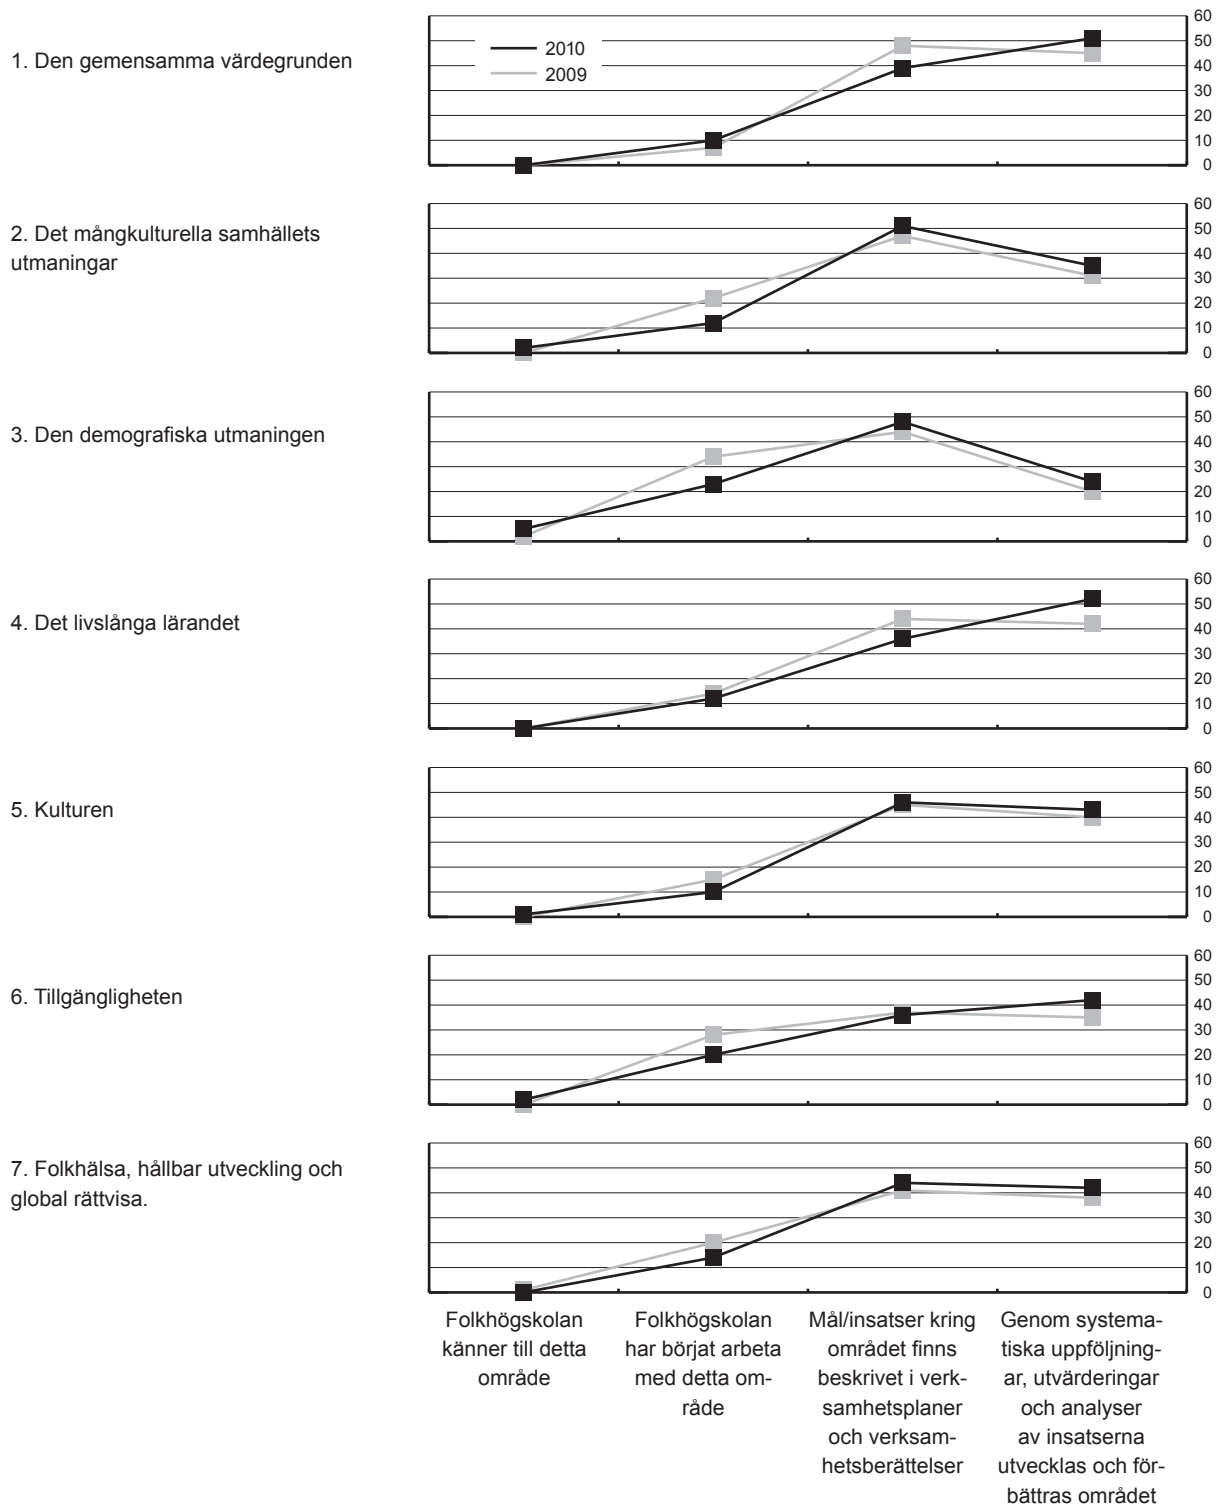 1. Den gemensamma värdegrunden
2010
2009
60
50
40
30
20
10
0
2. Det mångkulturella samhällets
utmaningar
60
50
40
30
20
10
0
3. Den demografiska utmaningen
60
50
40
30
20
10
0
4. Det livslånga lärandet
60
50
40
30
20
10
0
5. Kulturen
60
50
40
30
20
10
0
6. Tillgängligheten
60
50
40
30
20
10
0
7. Folkhälsa, hållbar utveckling och
global rättvisa.
60
50
40
30
20
10
0
Folkhögskolan
känner till detta
område
Folkhögskolan
har börjat arbeta
med detta om-
råde
Mål/insatser kring
området finns
beskrivet i verk-
samhetsplaner
och verksam-
hetsberättelser
Genom systema-
tiska uppföljning-
ar, utvärderingar
och analyser
av insatserna
utvecklas och för-
bättras området